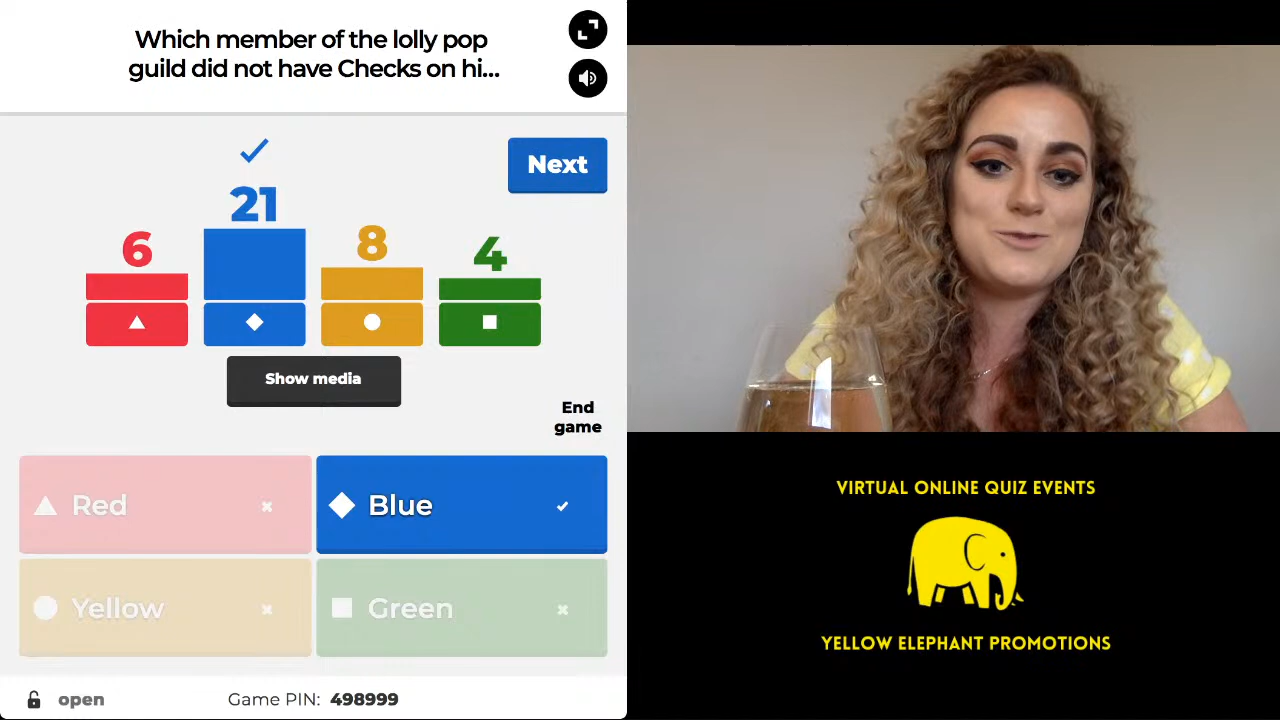 Which member of the lolly pop
guild did not have Checks on hi...
Next
21
6
8
4
Show media
End
game
Red
Blue
Yellow
Green
open
Game PIN: 498999
VIRTUAL ONLINE QUIZ EVENTS
YELLOW ELEPHANT PROMOTIONS